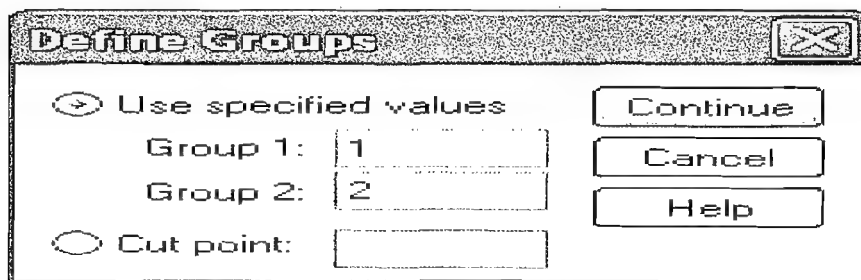 Define Groups
Use specified values
Continue
Group 1: 1
Cancel
Group 2: 2
Help
Cut point: